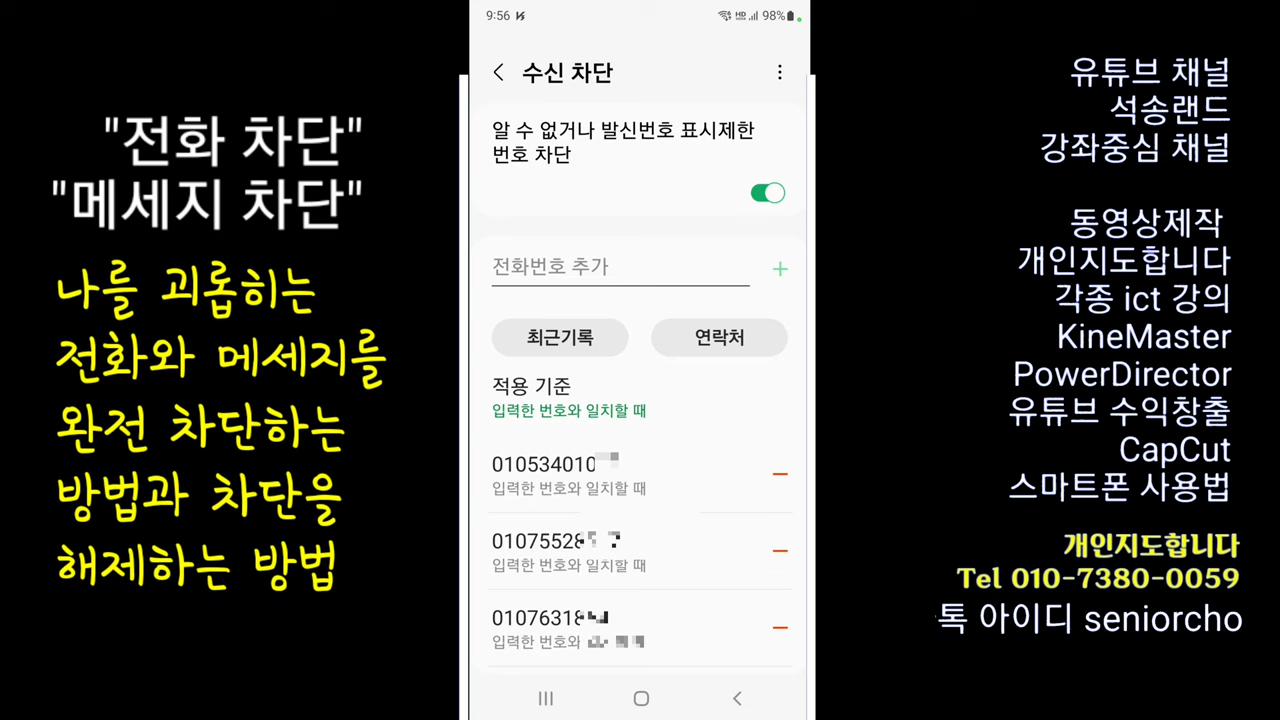 "전화 차단"
"메세지 차단"
나를 괴롭히는
전화와 메세지를
완전 차단하는
방법과 차단을
해제하는 방법
9:56
98%
수신 차단
알 수 없거나 발신번호 표시제한
번호 차단
전화번호 추가
+
최근기록
연락처
적용 기준
입력한 번호와 일치할 때
010534010
입력한 번호와 일치할 때
01075528
입력한 번호와 일치할 때
01076318
입력한 번호와
유튜브 채널
석송랜드
강좌중심 채널
동영상제작
개인지도합니다
각종 ict 강의
KineMaster
PowerDirector
유튜브 수익창출
CapCut
스마트폰 사용법
개인지도합니다
Tel 010-7380-0059
톡 아이디 seniorcho